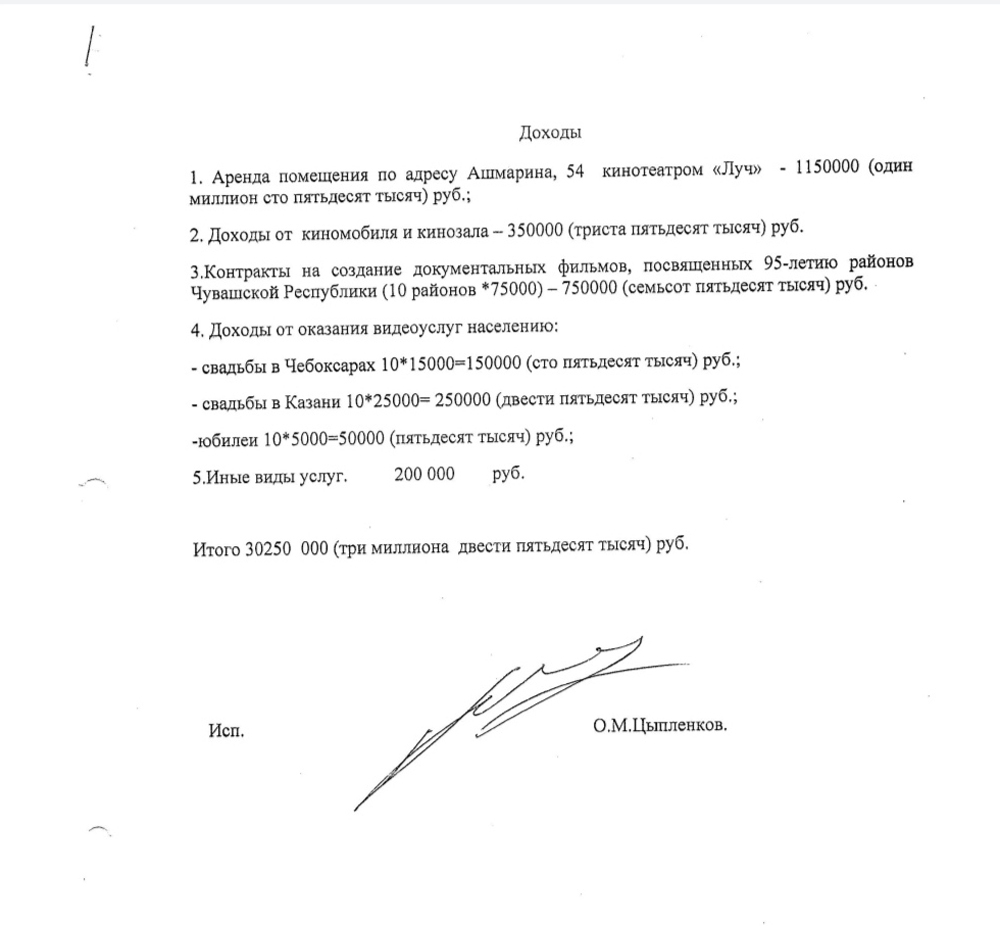 Доходы
1. Аренда помещения по адресу Ашмарина, 54 кинотеатром «Луч» - 1150000 (один
миллион сто пятьдесят тысяч) руб.;
2. Доходы от киномобиля и кинозала – 350000 (триста пятьдесят тысяч) руб.
3.Контракты на создание документальных фильмов, посвященных 95-летию районов
Чувашской Республики (10 районов *75000) – 750000 (семьсот пятьдесят тысяч) руб.
4. Доходы от оказания видеоуслуг населению:
- свадьбы в Чебоксарах 10*15000=150000 (сто пятьдесят тысяч) руб.;
- свадьбы в Казани 10*25000= 250000 (двести пятьдесят тысяч) руб.;
-юбилеи 10*5000=50000 (пятьдесят тысяч) руб.;
5.Иные виды услуг. 200 000 руб.
Итого 30250 000 (три миллиона двести пятьдесят тысяч) руб.
Исп. О.М.Цыпленков.